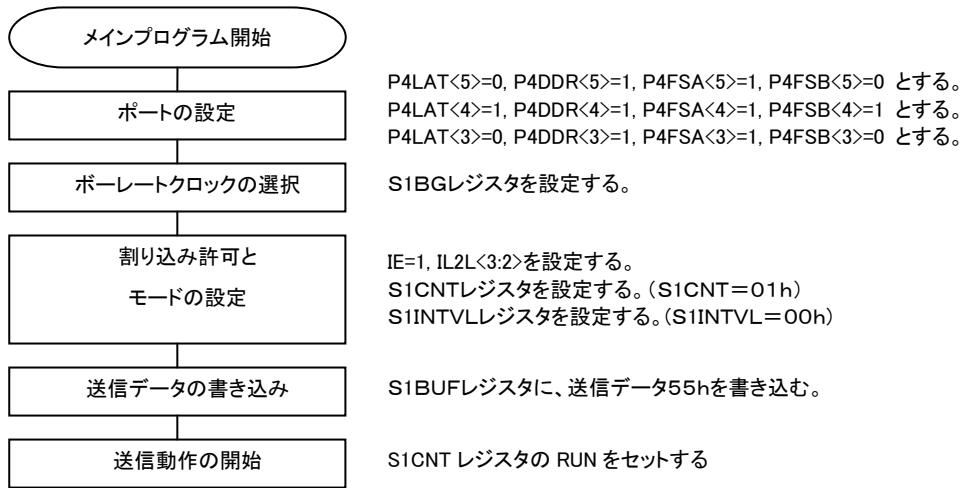 メインプログラム開始
ポートの設定
P4LAT<5>=0, P4DDR<5>=1, P4FSA<5>=1, P4FSB<5>=0 とする。
P4LAT<4>=1, P4DDR<4>=1, P4FSA<4>=1, P4FSB<4>=1 とする。
P4LAT<3>=0, P4DDR<3>=1, P4FSA<3>=1, P4FSB<3>=0 とする。
ボーレートクロックの選択
S1BGレジスタを設定する。
割り込み許可と
モードの設定
IE=1, IL2L<3:2>を設定する。
S1CNTレジスタを設定する。(S1CNT=01h)
S1INTVLレジスタを設定する。(S1INTVL=00h)
送信データの書き込み
S1BUFレジスタに、送信データ55hを書き込む。
送信動作の開始
S1CNT レジスタの RUN をセットする